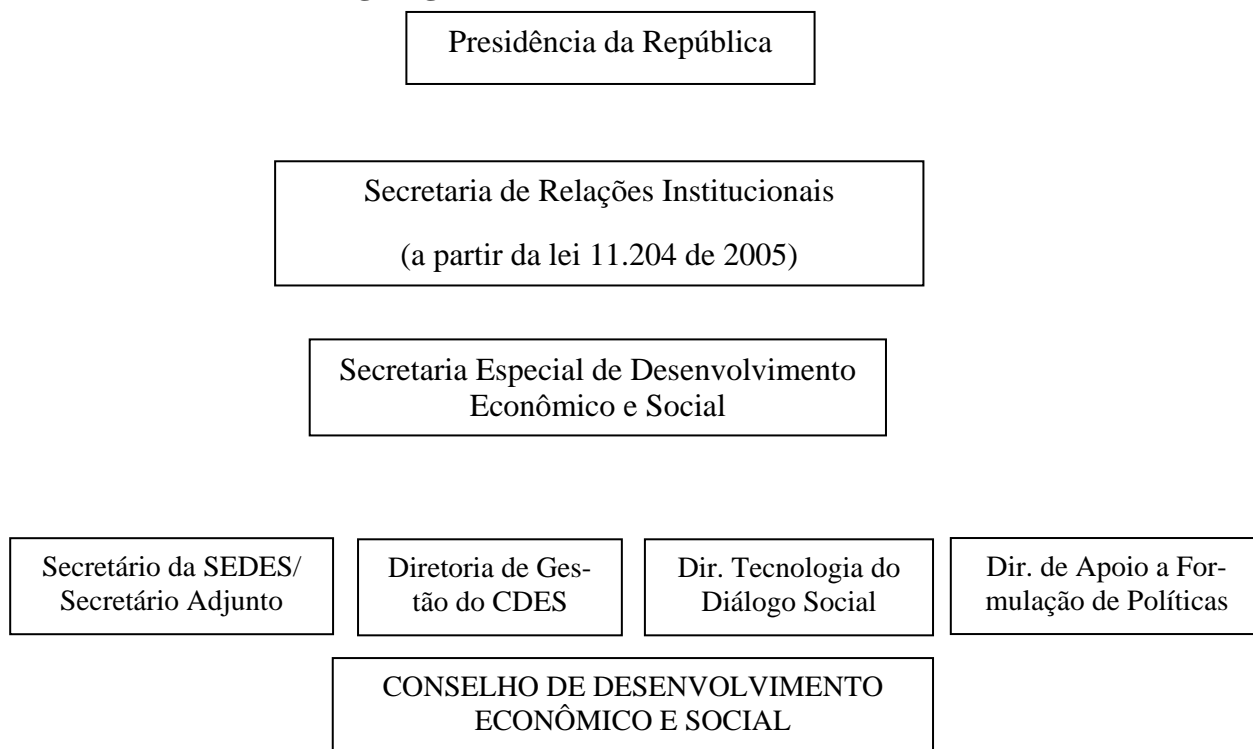 Presidência da República
Secretaria de Relações Institucionais
(a partir da lei 11.204 de 2005)
Secretaria Especial de Desenvolvimento
Econômico e Social
Secretário da SEDES/
Secretário Adjunto
Diretoria de Ges-
tão do CDES
Dir. Tecnologia do
Diálogo Social
Dir. de Apoio a For-
mulação de Políticas
CONSELHO DE DESENVOLVIMENTO
ECONÔMICO E SOCIAL